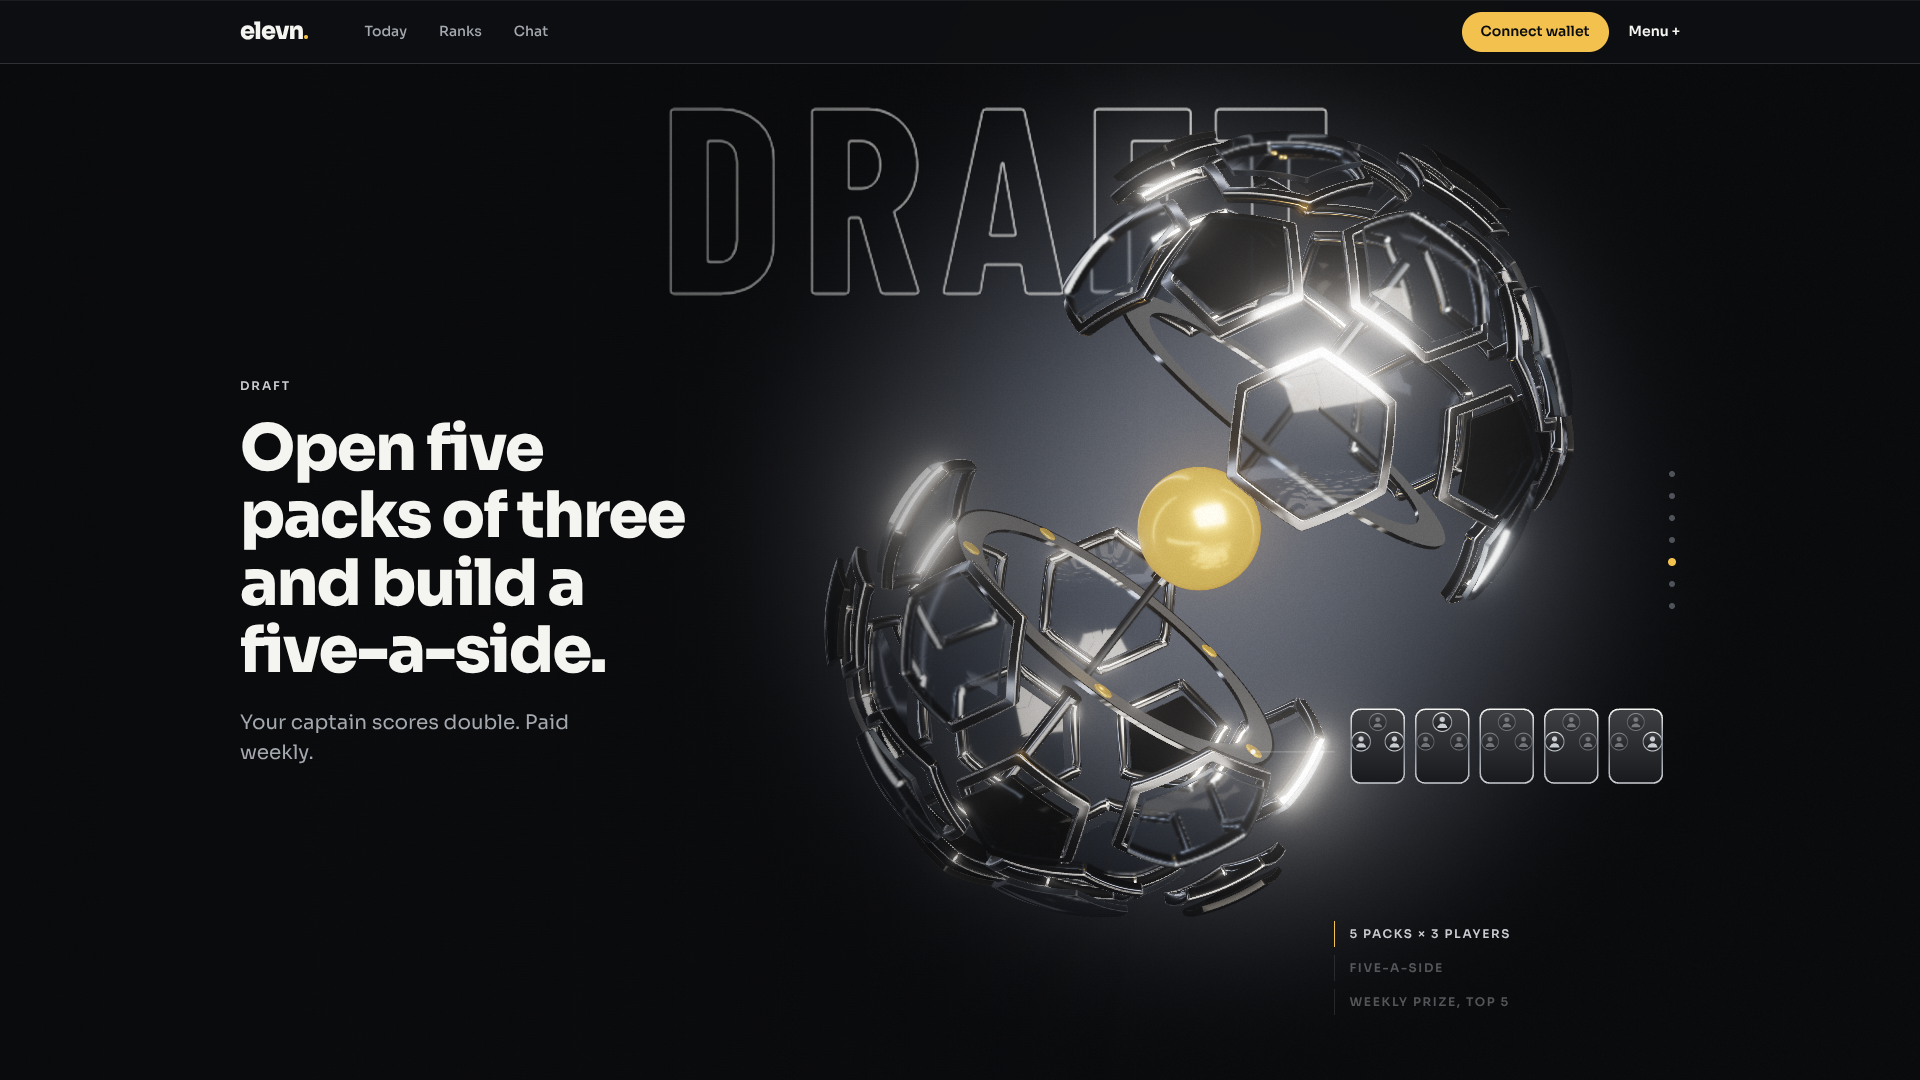 elevn.
Today
Ranks
Chat
Connect wallet
Menu +
DRAFT
DRAFT
Open five
packs of three
and build a
five-a-side.
Your captain scores double. Paid
weekly.
5 PACKS × 3 PLAYERS
FIVE-A-SIDE
WEEKLY PRIZE, TOP 5